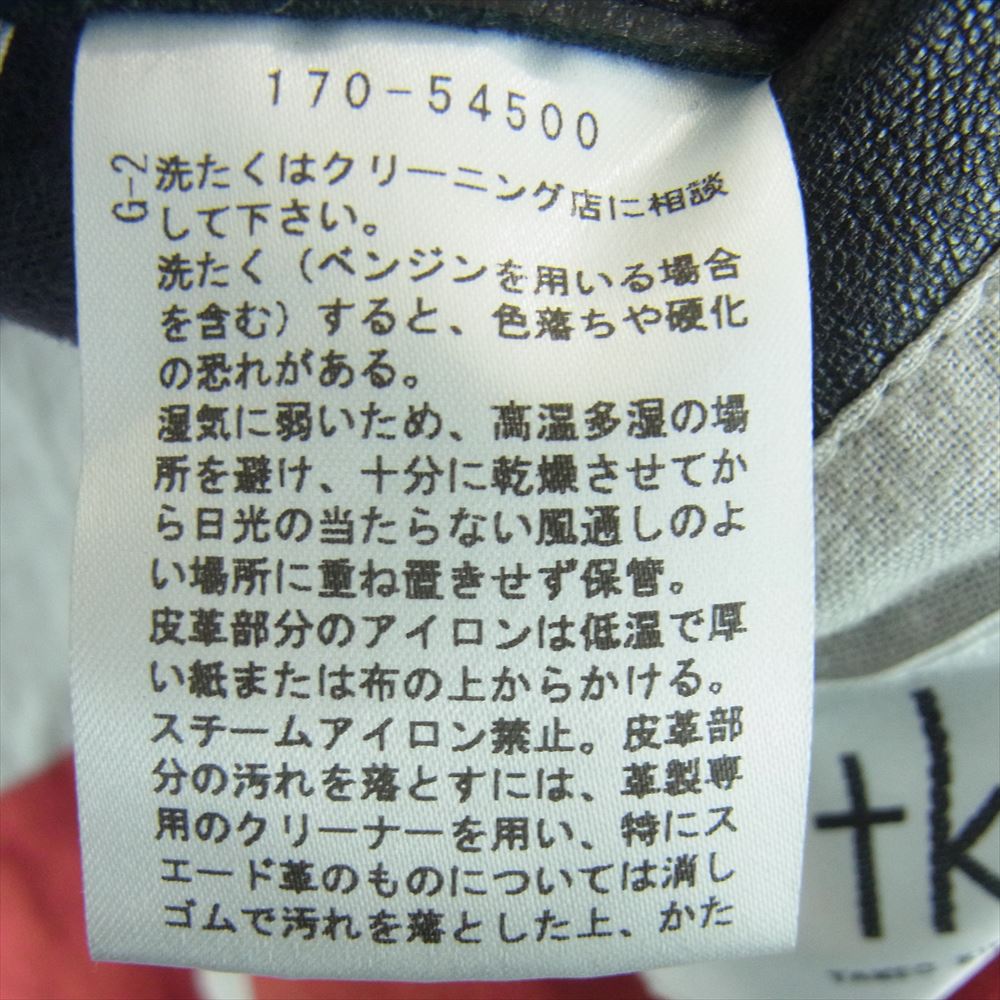 170-54500
G-2
洗たくはクリーニング店に相談
して下さい。
洗たく（ベンジンを用いる場合
を含む）すると、色落ちや硬化
の恐れがある。
湿気に弱いため、高温多湿の場
所を避け、十分に乾燥させてか
ら日光の当たらない風通しのよ
い場所に重ね置きせず保管。
皮革部分のアイロンは低温で厚
い紙または布の上からかける。
スチームアイロン禁止。皮革部
分の汚れを落とすには、革製専
用のクリーナーを用い、特にス
エード革のものについては消し
ゴムで汚れを落とした上、かた
tk